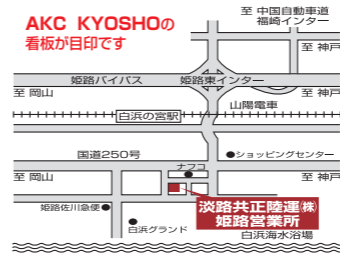 至 中国自動車道
福崎インター
AKC KYOSHOの
看板が目印です
至 神戸
姫路バイパス
姫路東インター
至 岡山
至 神戸
山陽電車
白浜の宮駅
国道250号
ショッピングセンター
ナフコ
至 岡山
至 神戸
淡路共正陸運㈱
姫路営業所
姫路佐川急便
白浜グランド
白浜海水浴場